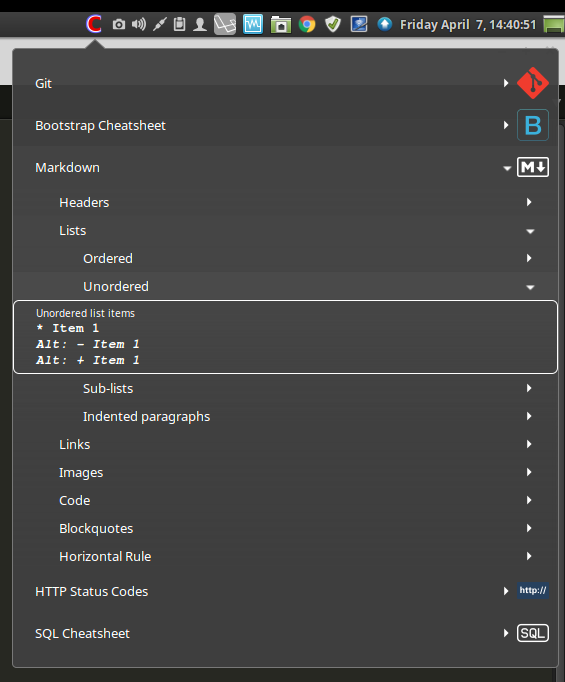 C
Friday April 7, 14:40:51
Git
Bootstrap Cheatsheet
B
Markdown
M
Headers
Lists
Ordered
Unordered
Unordered list items
* Item 1
Alt: - Item 1
Alt: + Item 1
Sub-lists
Indented paragraphs
Links
Images
Code
Blockquotes
Horizontal Rule
HTTP Status Codes
http://
SQL Cheatsheet
SQL